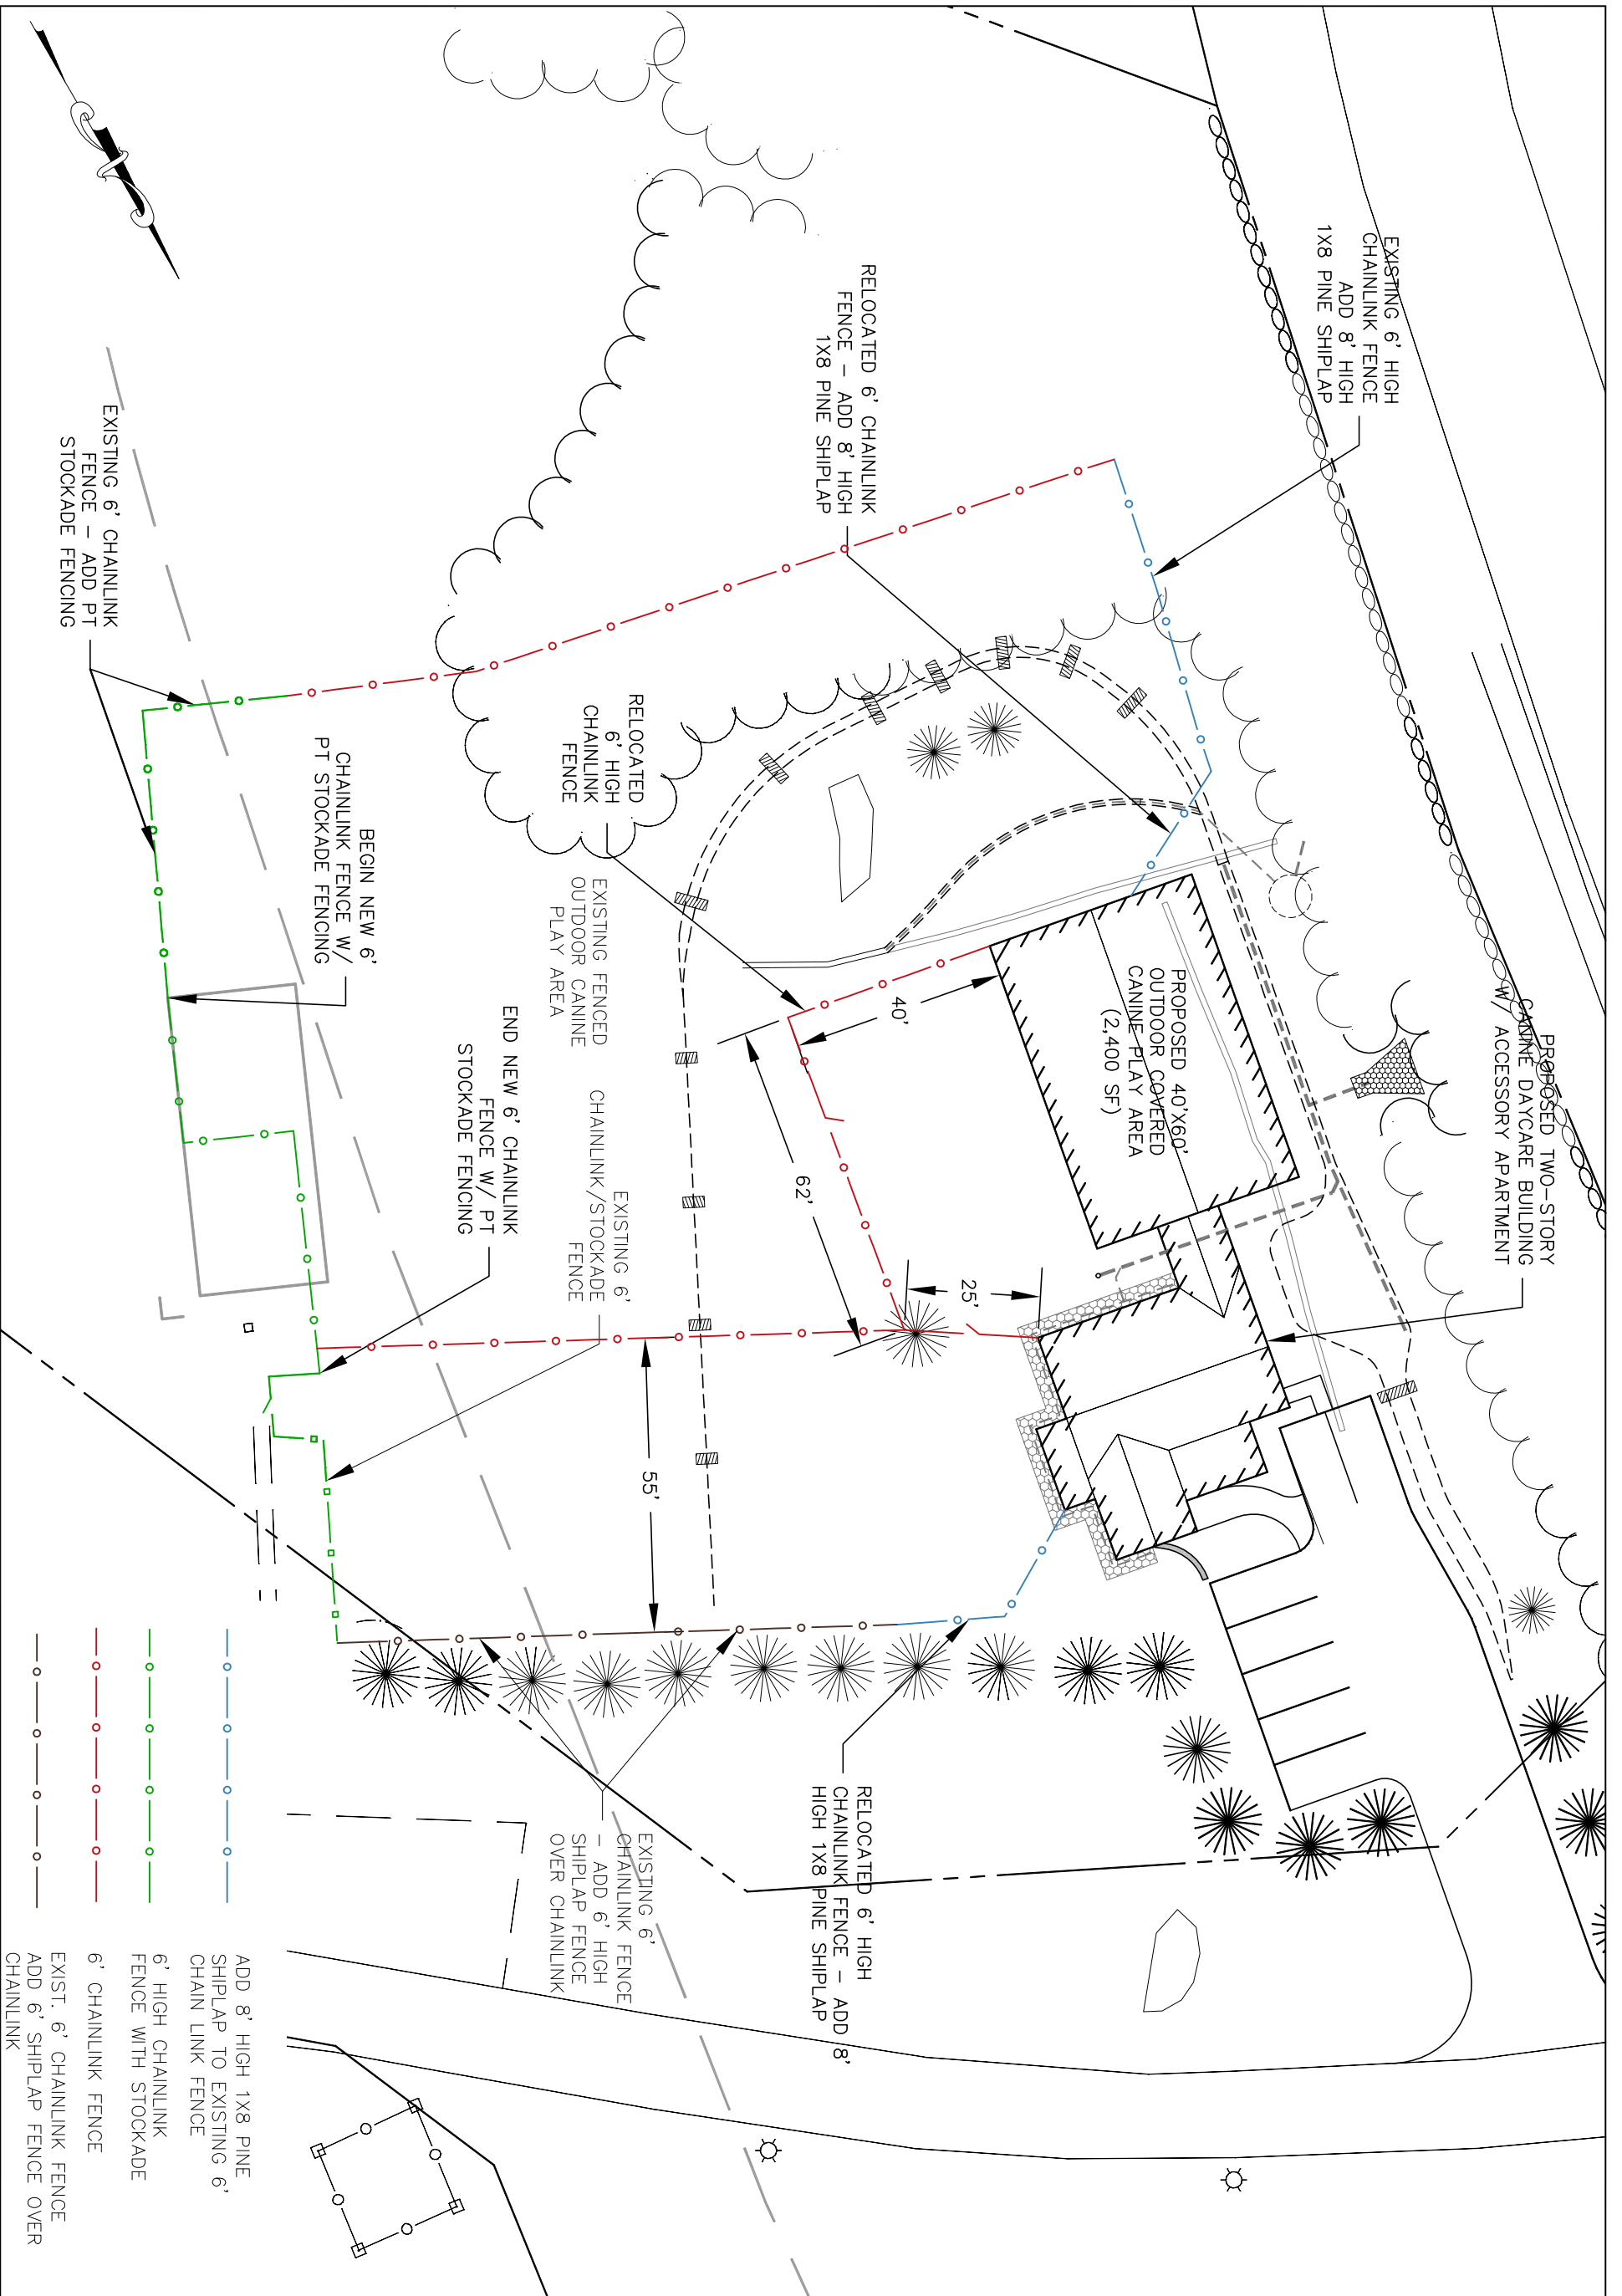 PROPOSED TWO-STORY
CANINE DAYCARE BUILDING
W/ ACCESSORY APARTMENT
EXISTING 6' HIGH
CHAINLINK FENCE
ADD 8' HIGH
1X8 PINE SHIPLAP
PROPOSED 40'X60'
OUTDOOR COVERED
CANINE PLAY AREA
(2,400 SF)
RELOCATED 6' CHAINLINK
FENCE - ADD 8' HIGH
1X8 PINE SHIPLAP
25'
40'
62'
RELOCATED 6' HIGH
CHAINLINK FENCE - ADD 8'
HIGH 1X8 PINE SHIPLAP
RELOCATED
6' HIGH
CHAINLINK
FENCE
55'
EXISTING FENCED
OUTDOOR CANINE
PLAY AREA
EXISTING 6'
CHAINLINK/STOCKADE
FENCE
EXISTING 6'
CHAINLINK FENCE
- ADD 6' HIGH
SHIPLAP FENCE
OVER CHAINLINK
END NEW 6' CHAINLINK
FENCE W/ PT
STOCKADE FENCING
BEGIN NEW 6'
CHAINLINK FENCE W/
PT STOCKADE FENCING
EXISTING 6' CHAINLINK
FENCE - ADD PT
STOCKADE FENCING
ADD 8' HIGH 1X8 PINE
SHIPLAP TO EXISTING 6'
CHAIN LINK FENCE
6' HIGH CHAINLINK
FENCE WITH STOCKADE
6' CHAINLINK FENCE
EXIST. 6' CHAINLINK FENCE
ADD 6' SHIPLAP FENCE OVER
CHAINLINK